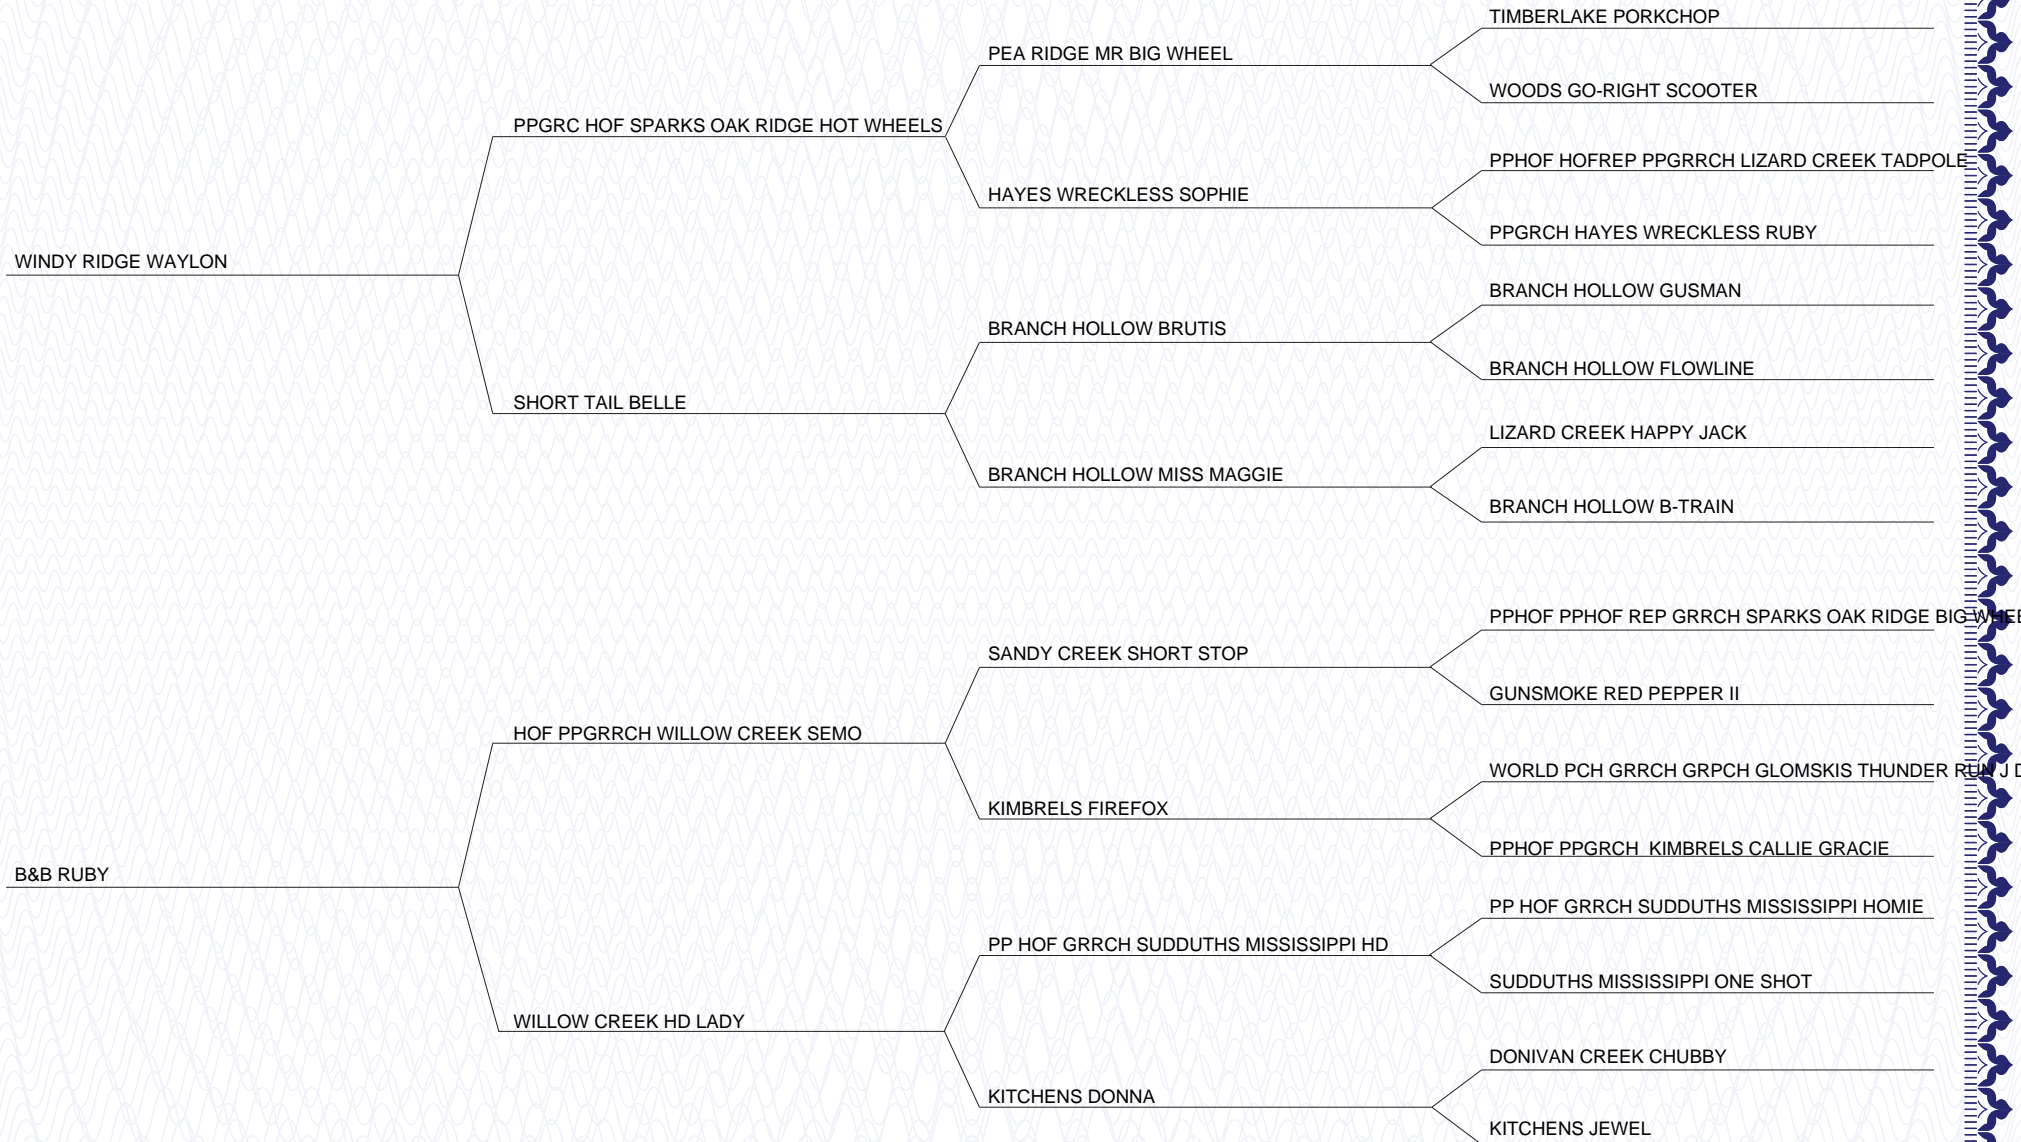 TIMBERLAKE PORKCHOP
PEA RIDGE MR BIG WHEEL
WOODS GO-RIGHT SCOOTER
PPGRC HOF SPARKS OAK RIDGE HOT WHEELS
PPHOF HOFREP PPGRRCH LIZARD CREEK TADPOLE
HAYES WRECKLESS SOPHIE
PPGRCH HAYES WRECKLESS RUBY
WINDY RIDGE WAYLON
BRANCH HOLLOW GUSMAN
BRANCH HOLLOW BRUTIS
BRANCH HOLLOW FLOWLINE
SHORT TAIL BELLE
LIZARD CREEK HAPPY JACK
BRANCH HOLLOW MISS MAGGIE
BRANCH HOLLOW B-TRAIN
PPHOF PPHOF REP GRRCH SPARKS OAK RIDGE BIG
SANDY CREEK SHORT STOP
GUNSMOKE RED PEPPER II
HOF PPGRRCH WILLOW CREEK SEMO
WORLD PCH GRRCH GRPCH GLOMSKIS THUNDER RUN J
KIMBRELS FIREFOX
PPHOF PPGRCH KIMBRELS CALLIE GRACIE
B&B RUBY
PP HOF GRRCH SUDDUTHS MISSISSIPPI HOMIE
PP HOF GRRCH SUDDUTHS MISSISSIPPI HD
SUDDUTHS MISSISSIPPI ONE SHOT
WILLOW CREEK HD LADY
DONIVAN CREEK CHUBBY
KITCHENS DONNA
KITCHENS JEWEL